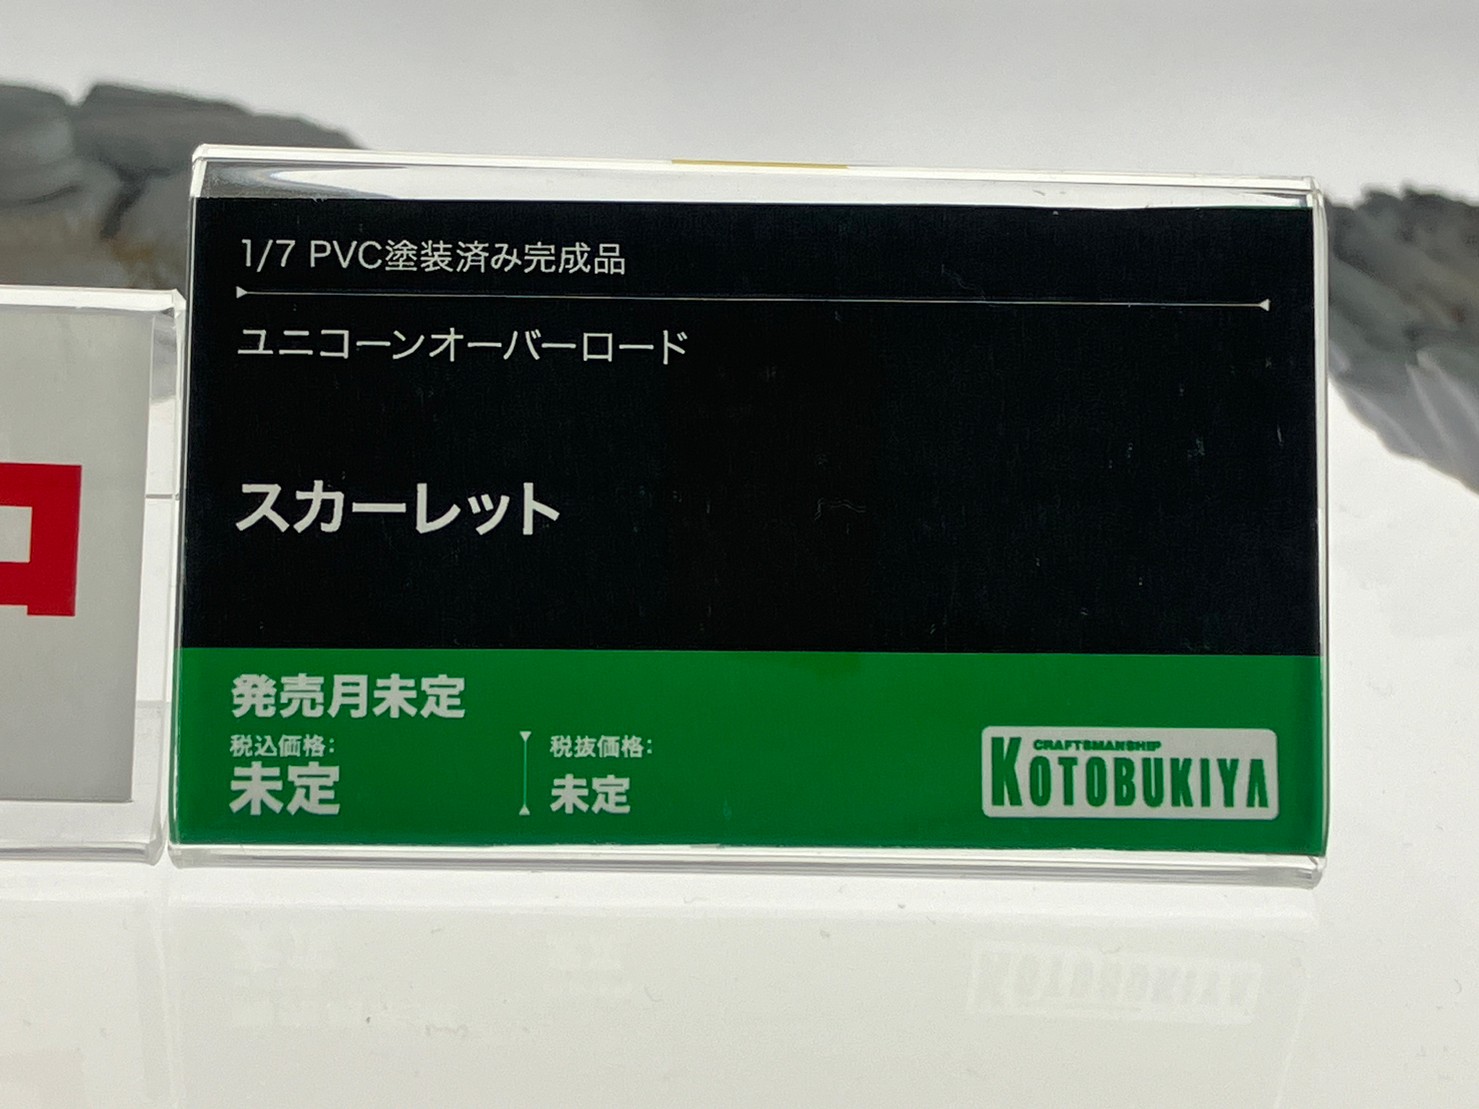 1/7 PVC塗装済み完成品
ユニコーンオーバーロード
スカーレット
発売月未定
税込価格:
未定
税抜価格:
未定
CRAFTSMANSHIP
KOTOBUKIYA